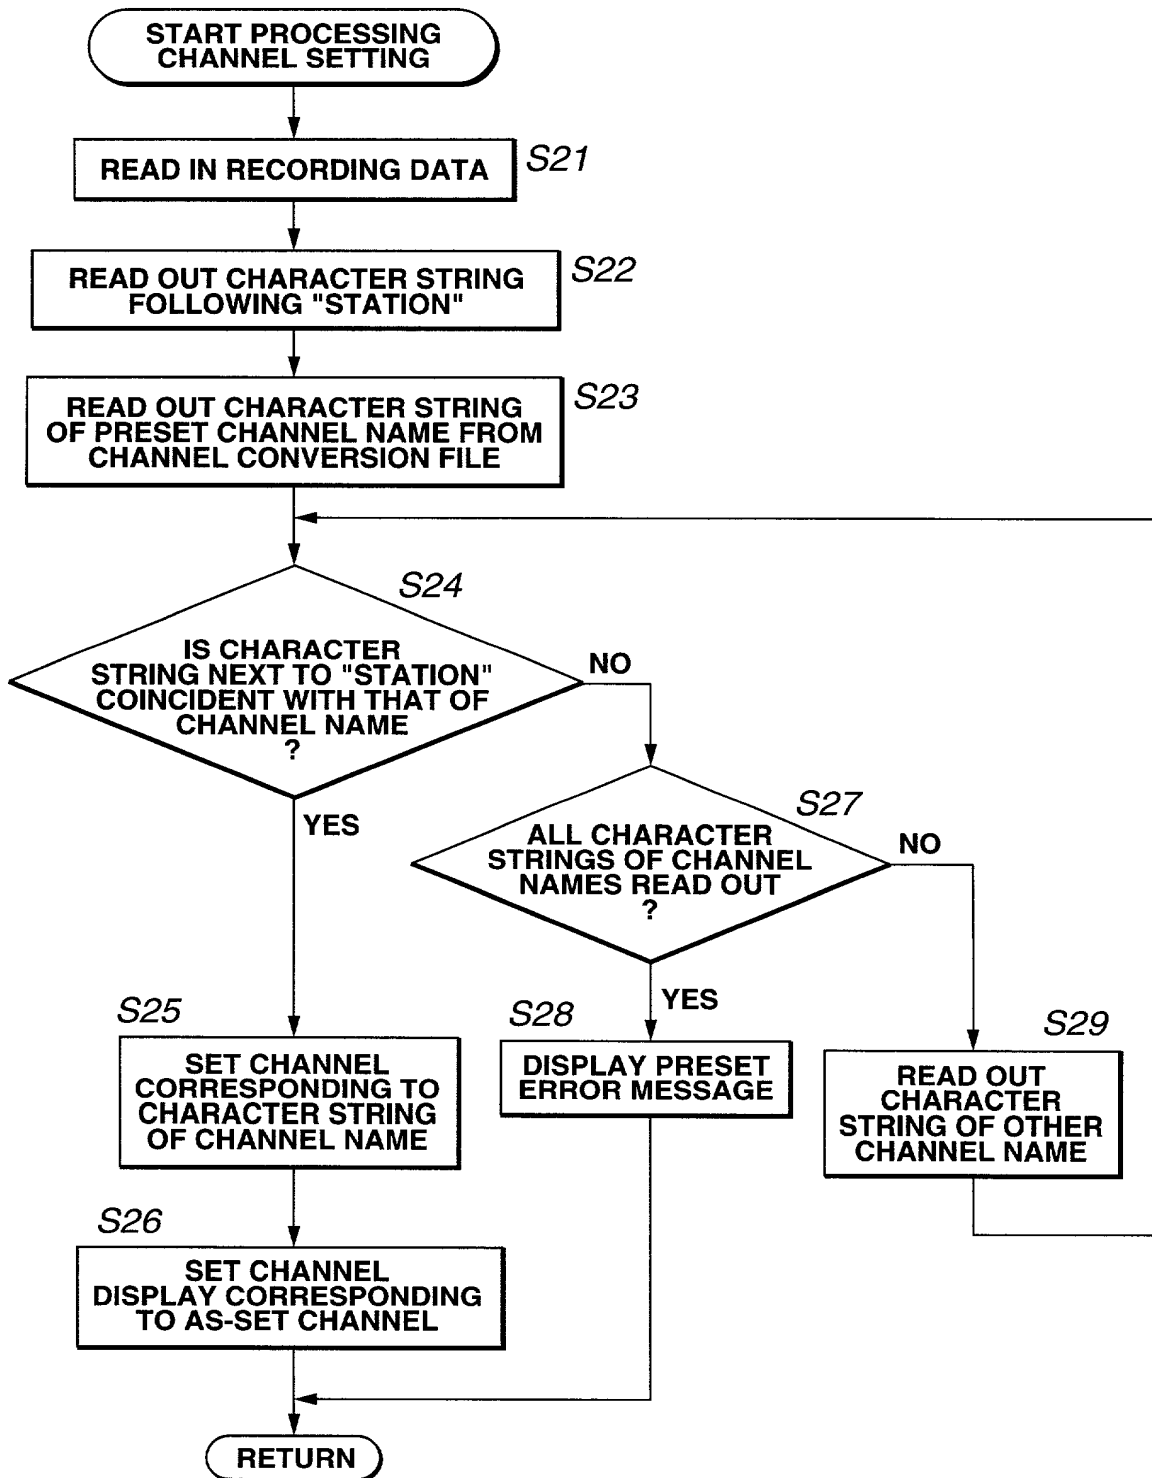 START PROCESSING
CHANNEL SETTING
READ IN RECORDING DATA
S21
READ OUT CHARACTER STRING
FOLLOWING "STATION"
S22
READ OUT CHARACTER STRING
OF PRESET CHANNEL NAME FROM
CHANNEL CONVERSION FILE
S23
S24
IS CHARACTER
STRING NEXT TO "STATION"
COINCIDENT WITH THAT OF
CHANNEL NAME
?
NO
YES
S27
ALL CHARACTER
STRINGS OF CHANNEL
NAMES READ OUT
?
NO
YES
S25
SET CHANNEL
CORRESPONDING TO
CHARACTER STRING
OF CHANNEL NAME
S28
DISPLAY PRESET
ERROR MESSAGE
S29
READ OUT
CHARACTER
STRING OF OTHER
CHANNEL NAME
S26
SET CHANNEL
DISPLAY CORRESPONDING
TO AS-SET CHANNEL
RETURN